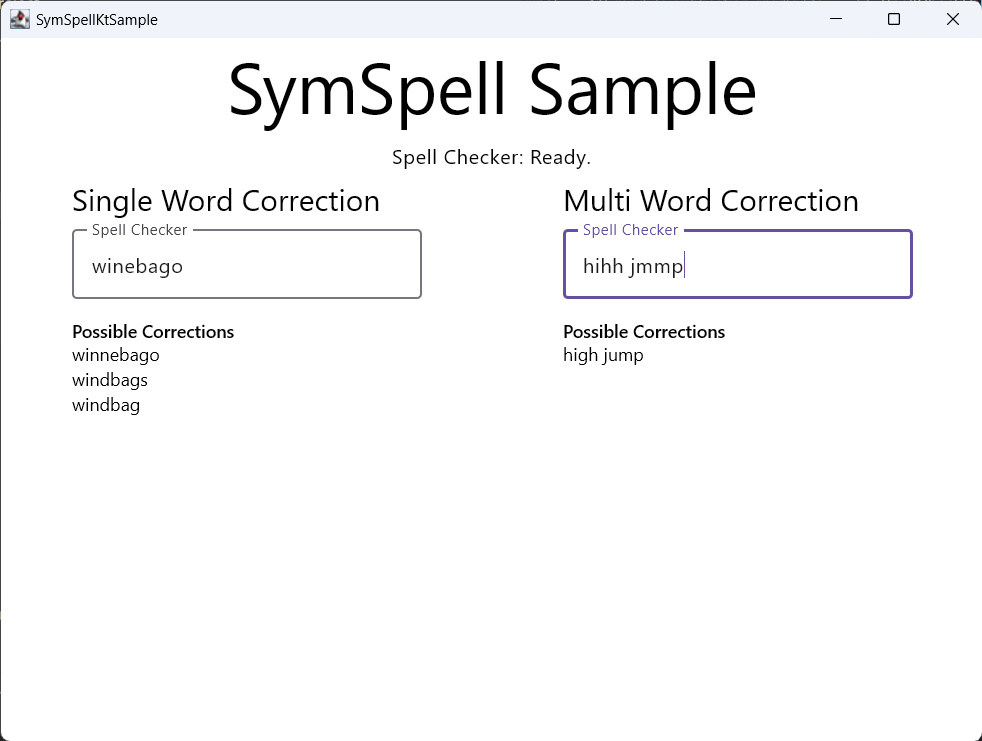 SymSpellKtSample
SymSpell Sample
Spell Checker: Ready.
Single Word Correction
Spell Checker
winebago
Possible Corrections
winnebago
windbags
windbag
Multi Word Correction
Spell Checker
hihh jmmp
Possible Corrections
high jump